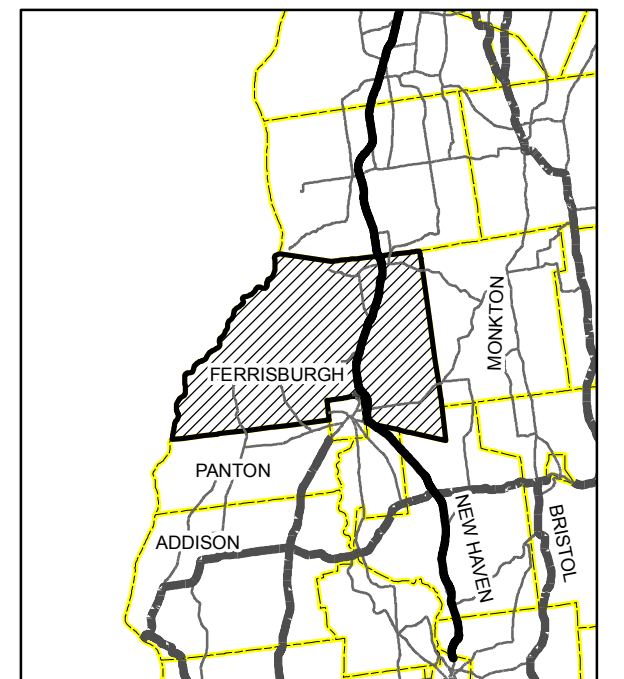 MONKTON
FERRISBURGH
PANTON
ADDISON
NEW HAVEN
BRISTOL